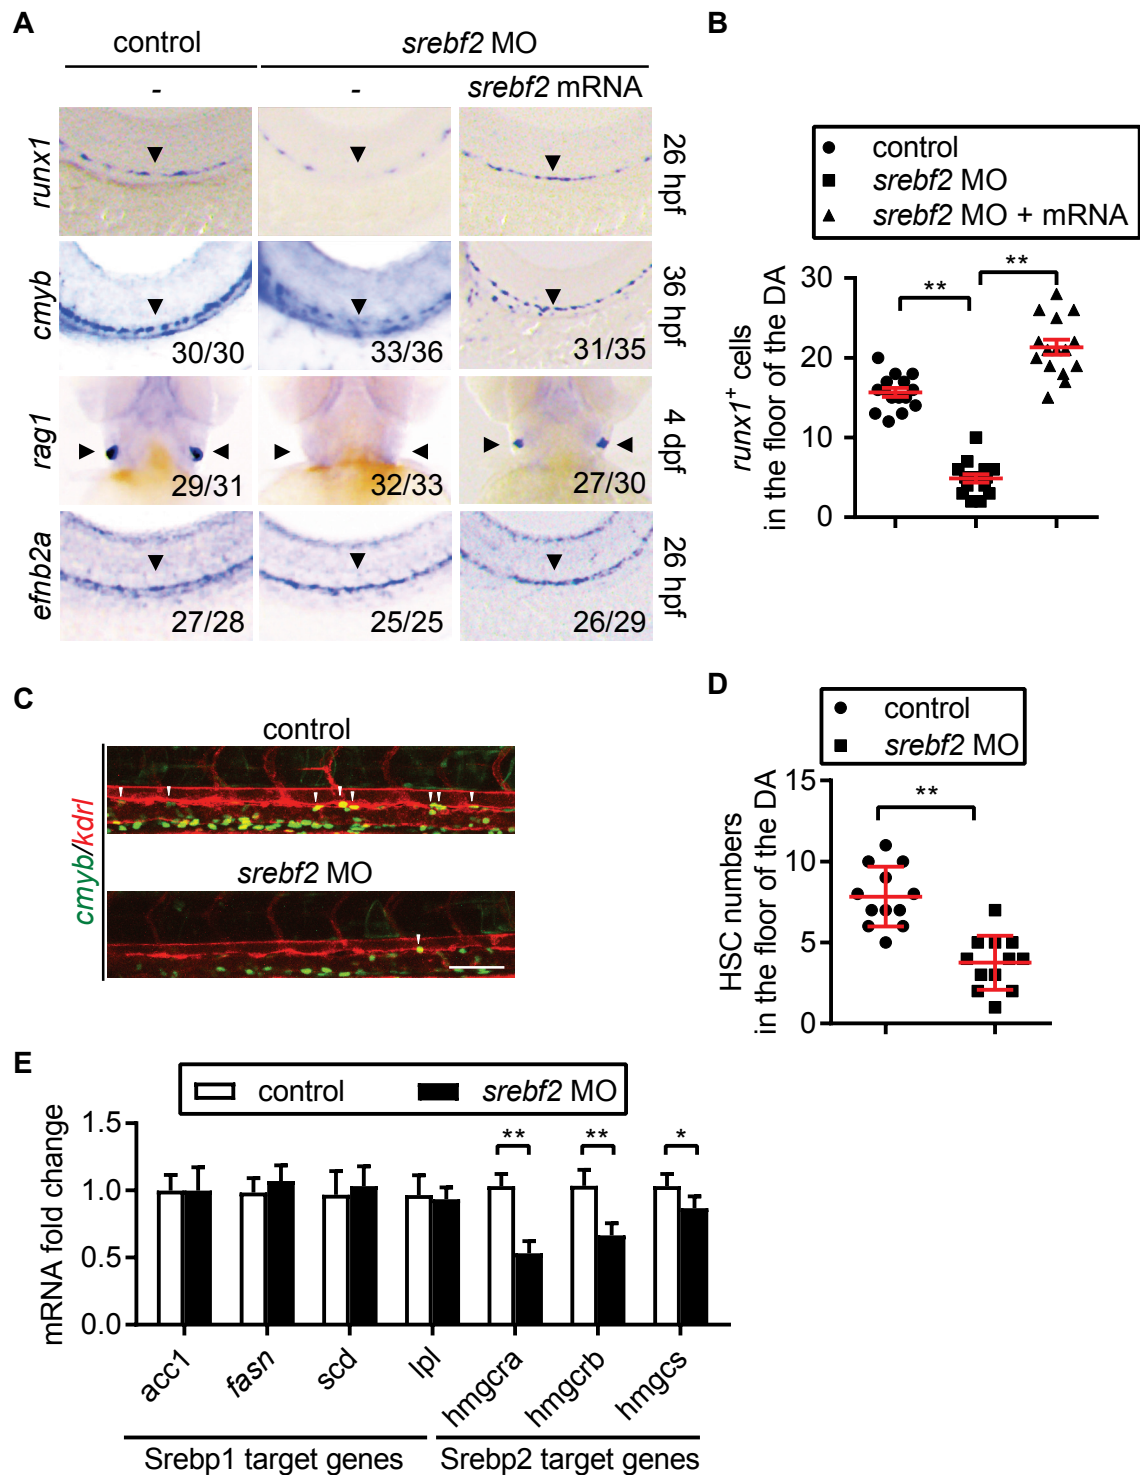 A
control
srebf2 MO
-
-
srebf2 mRNA
runx1
26 hpf
cmyb
30/30
33/36
31/35
36 hpf
rag1
29/31
32/33
27/30
4 dpf
efnb2a
27/28
25/25
26/29
26 hpf
B
control
srebf2 MO
srebf2 MO + mRNA
runx1+ cells
in the floor of the DA
30
20
10
0
**
**
C
control
srebf2 MO
cmyb/kdrl
D
control
srebf2 MO
HSC numbers
in the floor of the DA
15
10
5
0
**
E
control
srebf2 MO
mRNA fold change
1.5
1.0
0.5
0.0
**
**
*
acc1
fasn
scd
lpl
hmgcra
hmgcrb
hmgcs
Srebp1 target genes
Srebp2 target genes